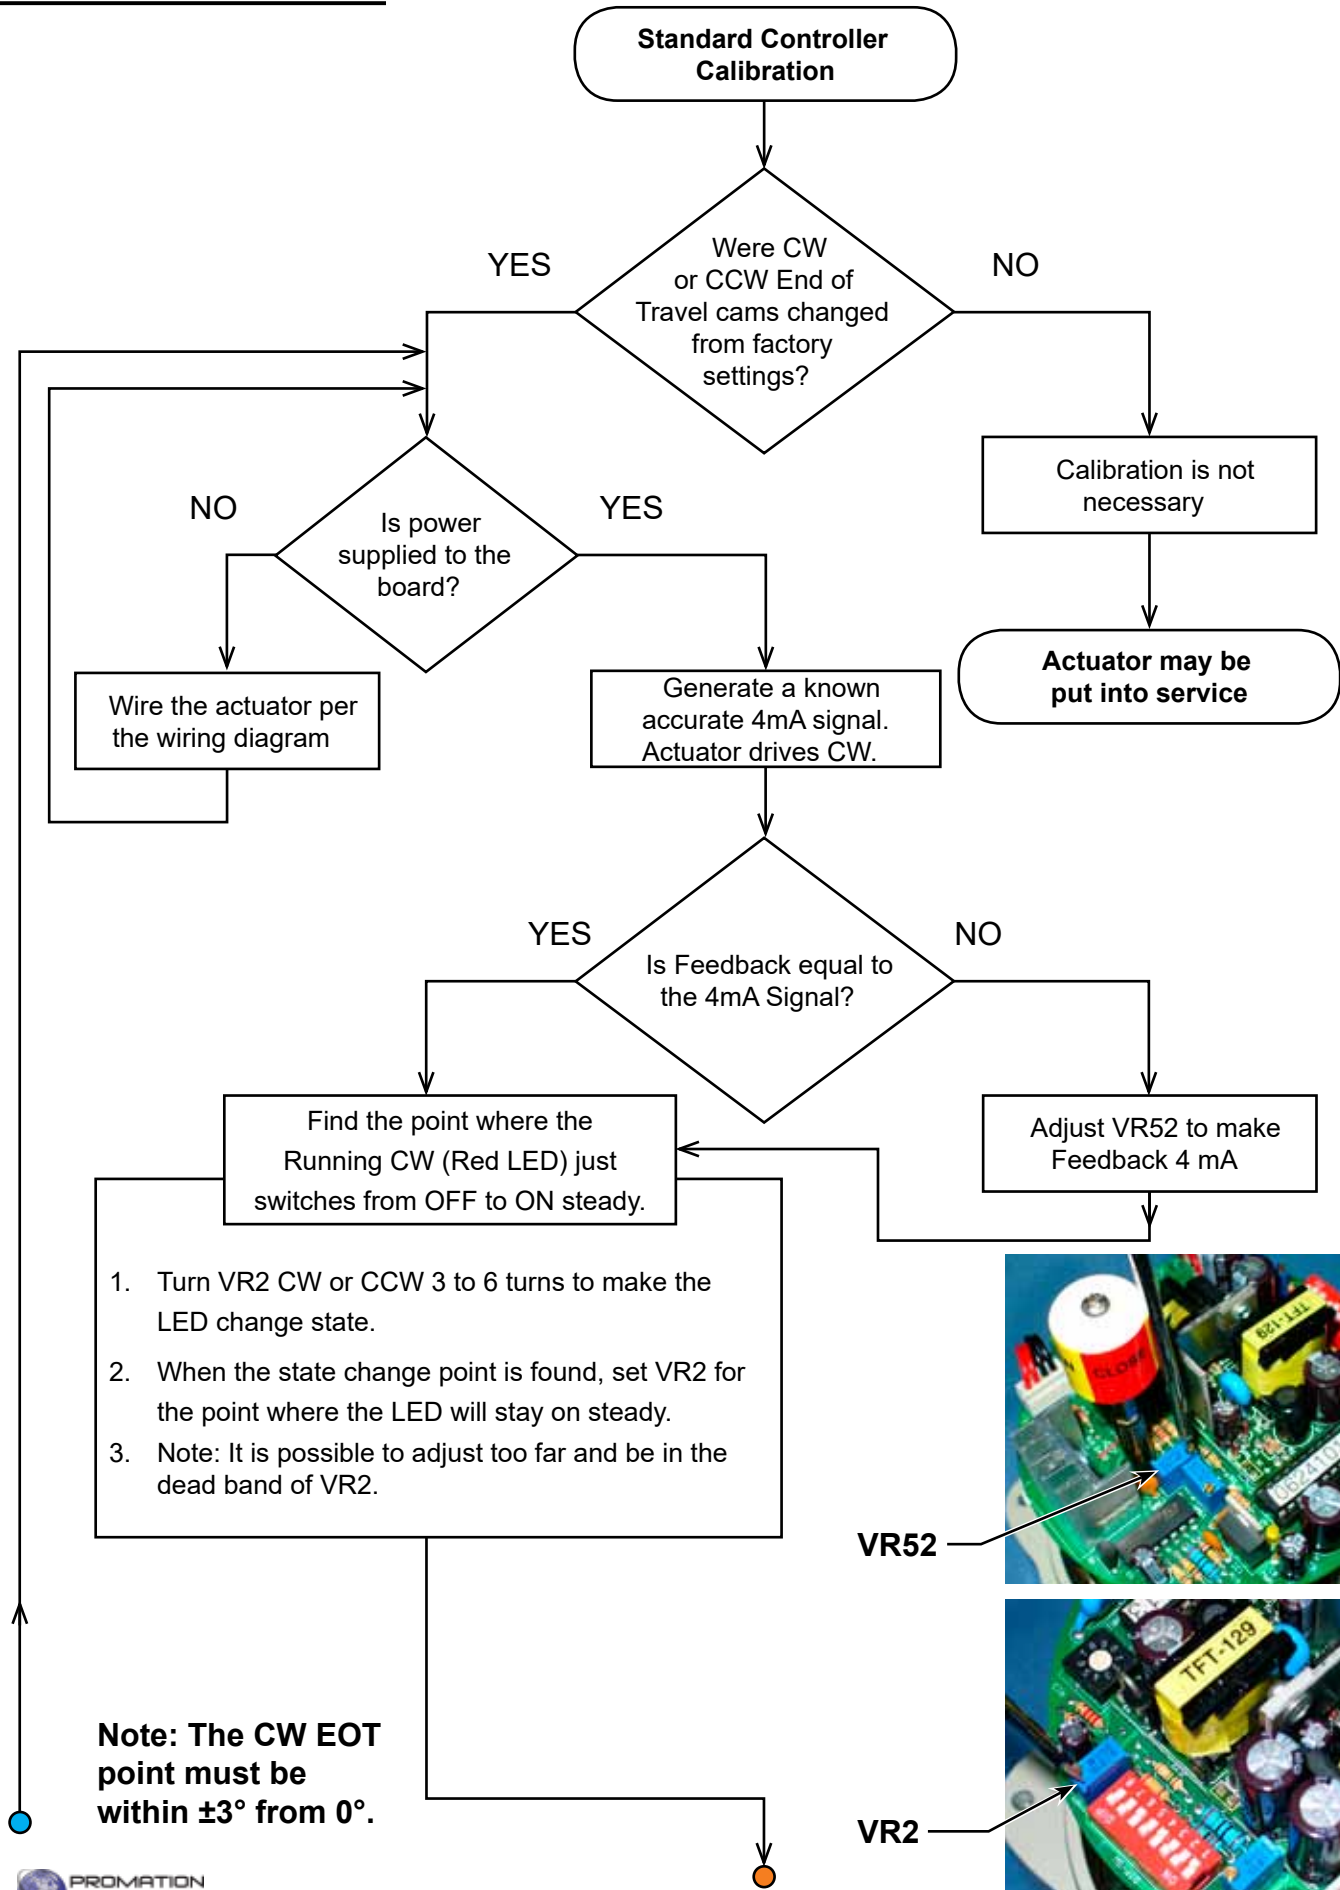 Standard Controller
Calibration
Were CW
or CCW End of
Travel cams changed
from factory
settings?
YES
NO
Calibration is not
necessary
Actuator may be
put into service
Is power
supplied to the
board?
NO
YES
Wire the actuator per
the wiring diagram
Generate a known
accurate 4mA signal.
Actuator drives CW.
YES
NO
Is Feedback equal to
the 4mA Signal?
Find the point where the
Running CW (Red LED) just
switches from OFF to ON steady.
Adjust VR52 to make
Feedback 4 mA
1. Turn VR2 CW or CCW 3 to 6 turns to make the
LED change state.
2. When the state change point is found, set VR2 for
the point where the LED will stay on steady.
3. Note: It is possible to adjust too far and be in the
dead band of VR2.
CLOSE
TFT-129
VR52
TFT-129
VR2
Note: The CW EOT
point must be
within ±3° from 0°.
PROMATION